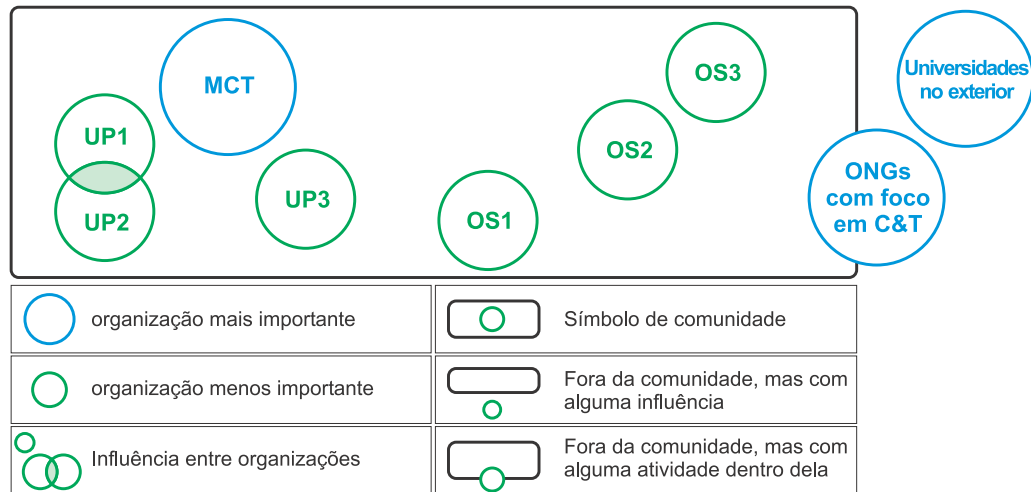 MCT
OS3
Universidades
no exterior
UP1
OS2
ONGs
com foco
em C&T
UP3
UP2
OS1
organização mais importante
Símbolo de comunidade
organização menos importante
Fora da comunidade, mas com
alguma influência
Influência entre organizações
Fora da comunidade, mas com
alguma atividade dentro dela